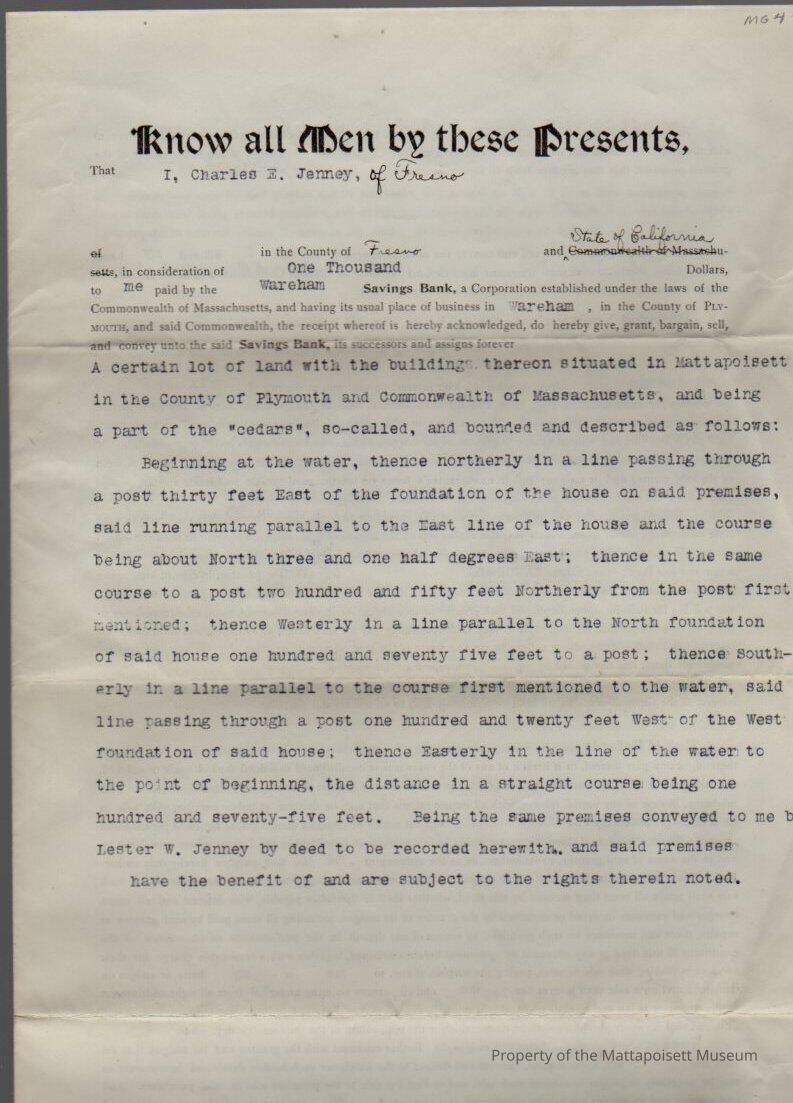 MG 4
Know all Men by these Presents,
That I, Charles E. Jenney, of Fresno
State of California
of in the County of Fresno and Commonwealth of Massachu-
setts, in consideration of One Thousand Dollars,
to me paid by the Wareham Savings Bank, a Corporation established under the laws of the
Commonwealth of Massachusetts, and having its usual place of business in Wareham , in the County of PLY-
MOUTH, and said Commonwealth, the receipt whereof is hereby acknowledged, do hereby give, grant, bargain, sell,
and convey unto the said Savings Bank, its successors and assigns forever
A certain lot of land with the buildings thereon situated in Mattapoisett
in the County of Plymouth and Commonwealth of Massachusetts, and being
a part of the "cedars", so-called, and bounded and described as follows:
Beginning at the water, thence northerly in a line passing through
a post thirty feet East of the foundation of the house on said premises,
said line running parallel to the East line of the house and the course
being about North three and one half degrees East; thence in the same
course to a post two hundred and fifty feet Northerly from the post first
mentioned; thence Westerly in a line parallel to the North foundation
of said house one hundred and seventy five feet to a post; thence South-
erly in a line parallel to the course first mentioned to the water, said
line passing through a post one hundred and twenty feet West of the West
foundation of said house; thence Easterly in the line of the water to
the point of beginning, the distance in a straight course being one
hundred and seventy-five feet. Being the same premises conveyed to me b
Lester W. Jenney by deed to be recorded herewith. and said premises
have the benefit of and are subject to the rights therein noted.
Property of the Mattapoisett Museum